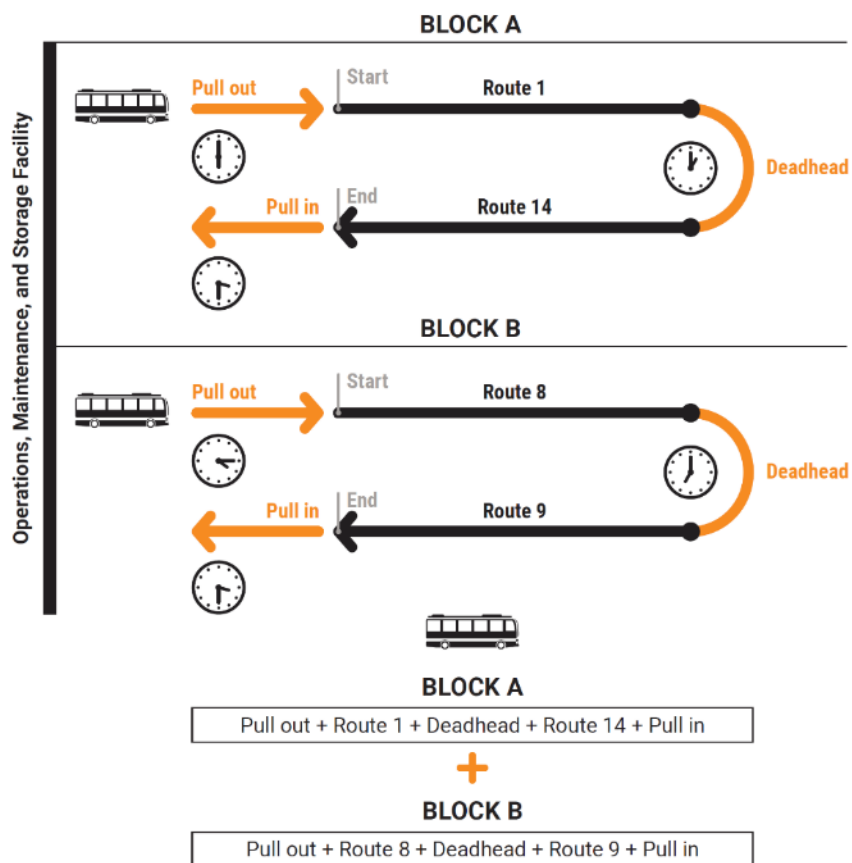 BLOCK A
Operations, Maintenance, and Storage Facility
Pull out
Start
Route 1
Deadhead
Pull in
End
Route 14
BLOCK B
Pull out
Start
Route 8
Deadhead
Pull in
End
Route 9
BLOCK A
Pull out + Route 1 + Deadhead + Route 14 + Pull in
+
BLOCK B
Pull out + Route 8 + Deadhead + Route 9 + Pull in